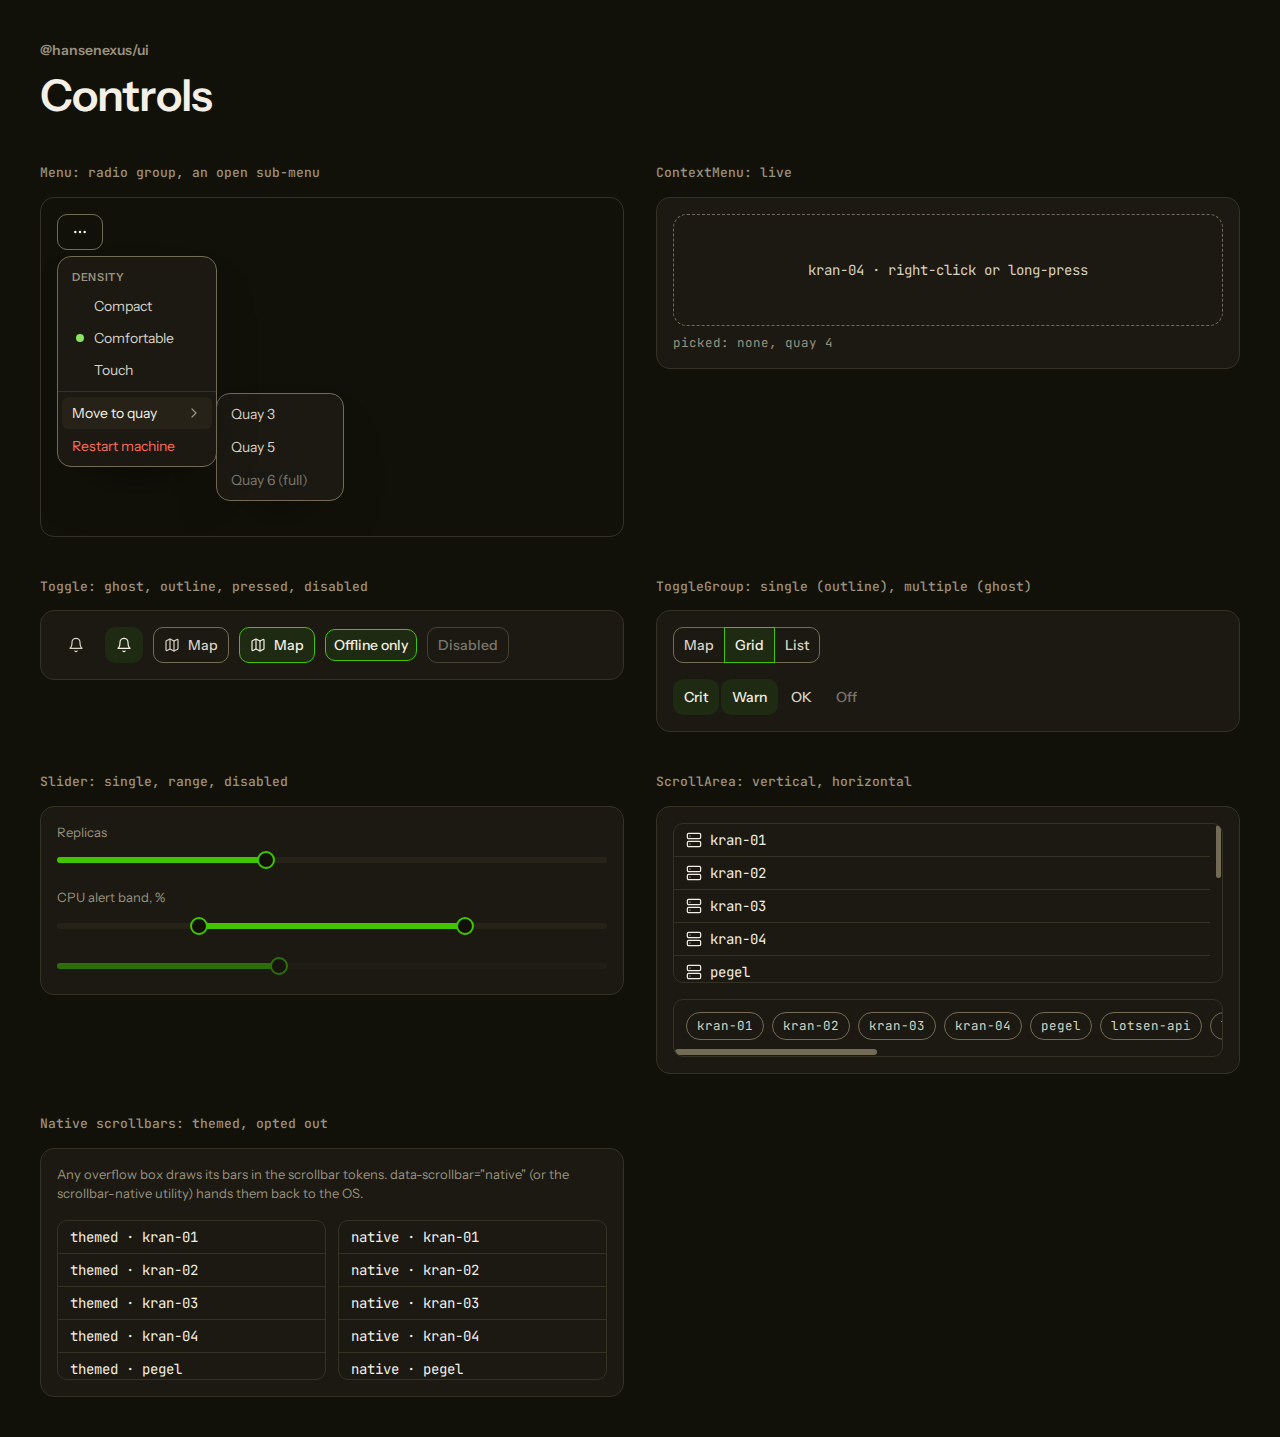 @hansenexus/ui
Controls
Menu: radio group, an open sub-menu
DENSITY
Compact
Comfortable
Touch
Move to quay
Restart machine
Quay 3
Quay 5
Quay 6 (full)
ContextMenu: live
kran-04 · right-click or long-press
picked: none, quay 4
Toggle: ghost, outline, pressed, disabled
Map
Map
Offline only
Disabled
ToggleGroup: single (outline), multiple (ghost)
Map Grid List
Crit Warn OK Off
Slider: single, range, disabled
Replicas
CPU alert band, %
ScrollArea: vertical, horizontal
kran-01
kran-02
kran-03
kran-04
pegel
kran-01 kran-02 kran-03 kran-04 pegel lotsen-api
Native scrollbars: themed, opted out
Any overflow box draws its bars in the scrollbar tokens. data-scrollbar="native" (or the
scrollbar-native utility) hands them back to the OS.
themed · kran-01
themed · kran-02
themed · kran-03
themed · kran-04
themed · pegel
native · kran-01
native · kran-02
native · kran-03
native · kran-04
native · pegel